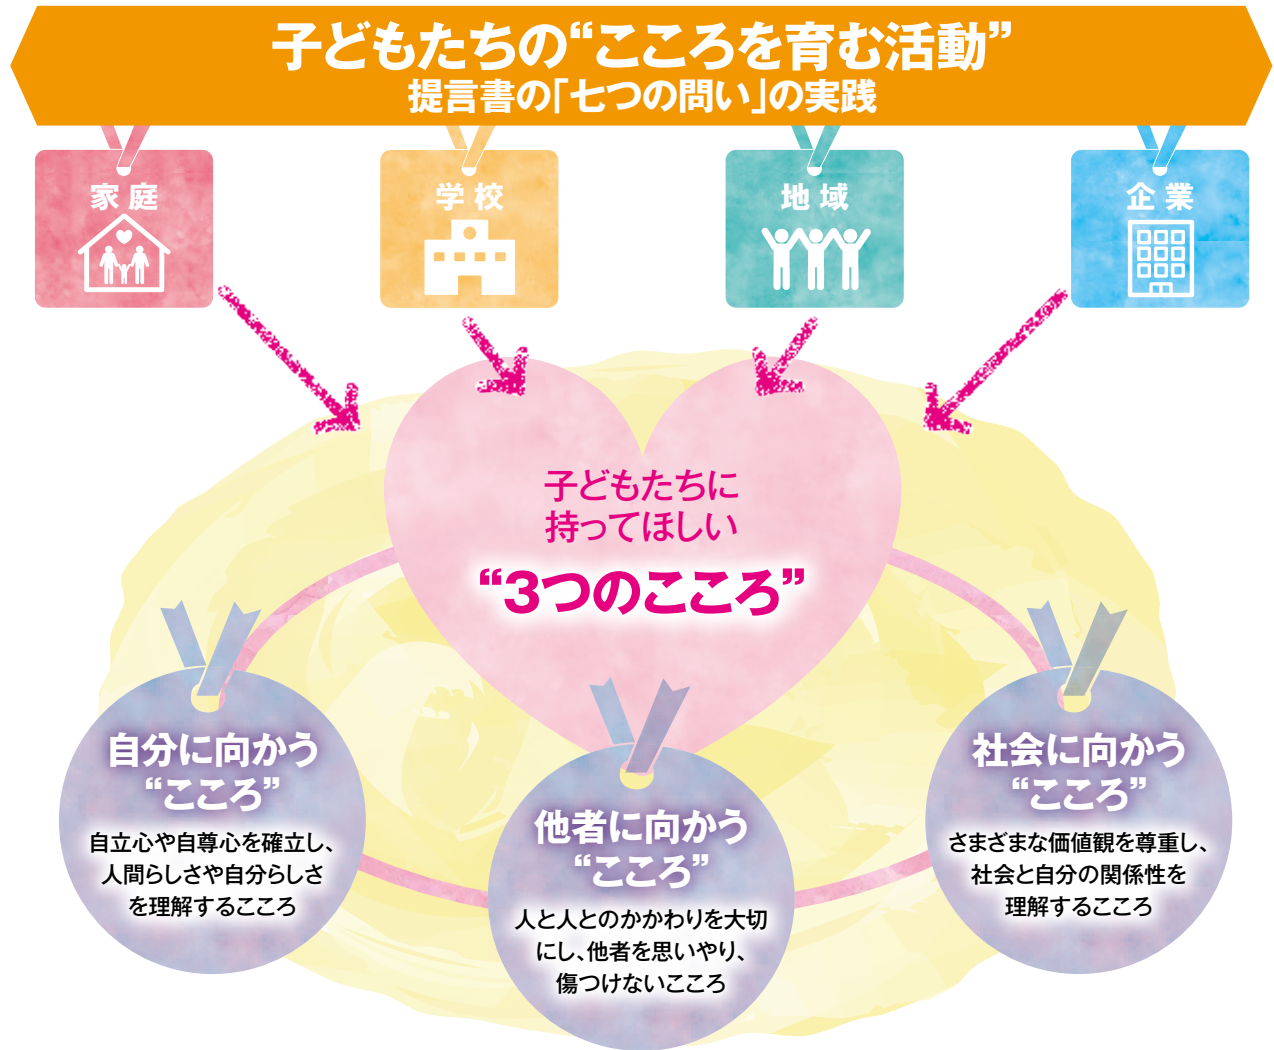 子どもたちの“こころを育む活動”
提言書の「七つの問い」の実践
家庭
学校
地域
企業
子どもたちに
持ってほしい
“3つのこころ”
自分に向かう
“こころ”
自立心や自尊心を確立し、
人間らしさや自分らしさ
を理解するこころ
他者に向かう
“こころ”
人と人とのかかわりを大切
にし、他者を思いやり、
傷つけないこころ
社会に向かう
“こころ”
さまざまな価値観を尊重し、
社会と自分の関係性を
理解するこころ